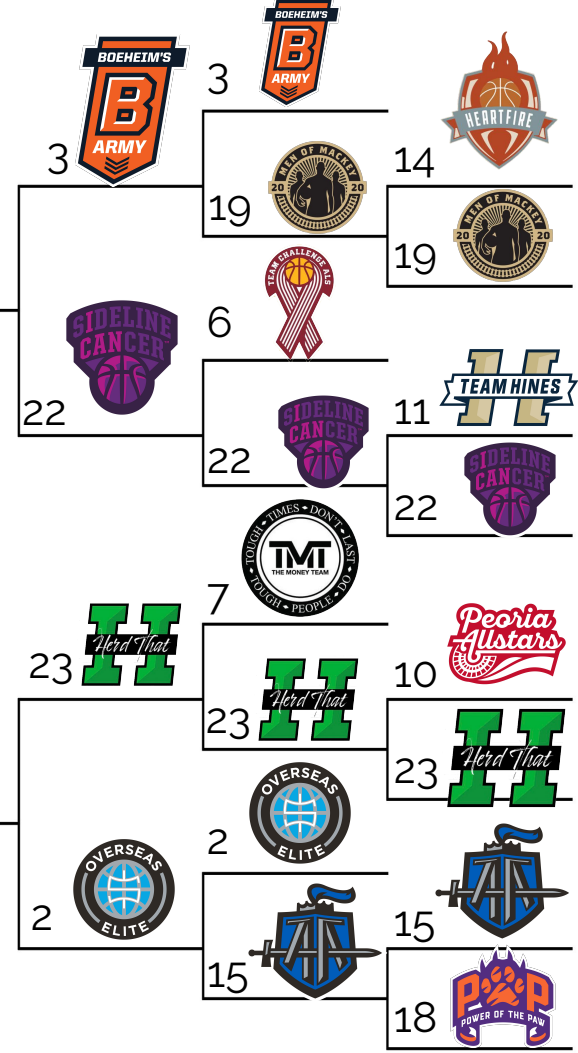 BOEHEIM'S
B
ARMY
3
SIDELINE
CANCER
22
H
Herd That
23
OVERSEAS
ELITE
2
3
BOEHEIM'S
B
ARMY
MEN OF MACKEY
20 20
19
TEAM CHALLENGE ALS
6
SIDELINE
CANCER
22
TOUGH • TIMES • DON'T • LAST
TMT
THE MONEY TEAM
TOUGH • PEOPLE • DO
7
H
Herd That
23
OVERSEAS
ELITE
2
15
HEARTFIRE
14
MEN OF MACKEY
20 20
19
H
TEAM HINES
11
SIDELINE
CANCER
22
Peoria
Allstars
10
H
Herd That
23
15
POP
POWER OF THE PAW
18